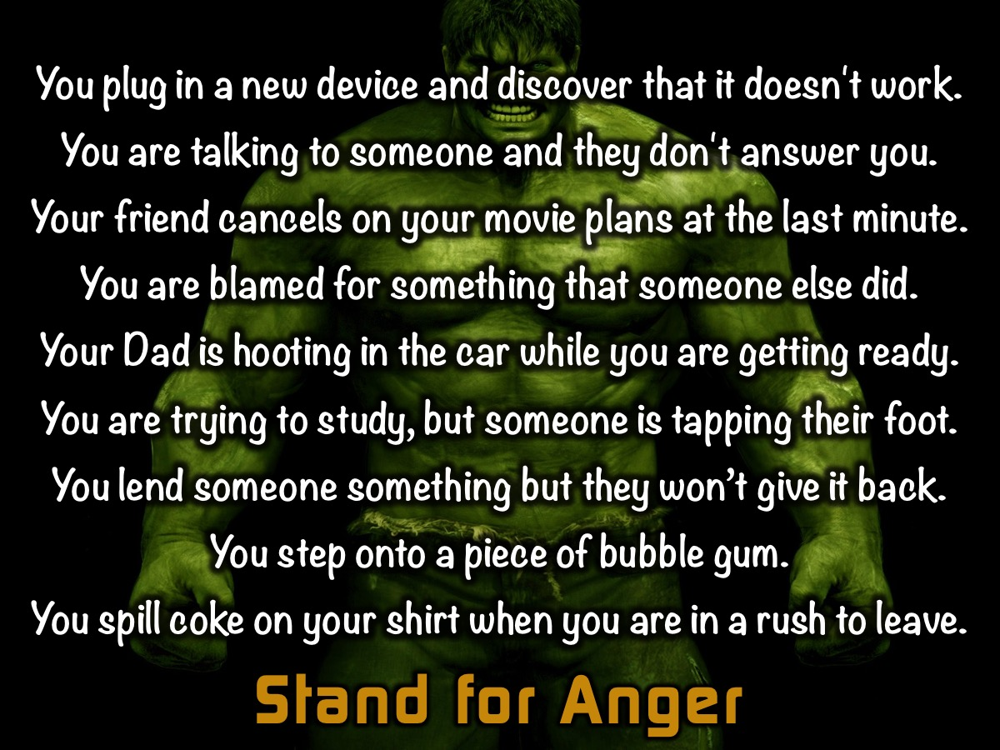 You plug in a new device and discover that it doesn't work.
You are talking to someone and they don't answer you.
Your friend cancels on your movie plans at the last minute.
You are blamed for something that someone else did.
Your Dad is hooting in the car while you are getting ready.
You are trying to study, but someone is tapping their foot.
You lend someone something but they won’t give it back.
You step onto a piece of bubble gum.
You spill coke on your shirt when you are in a rush to leave.
Stand for Anger